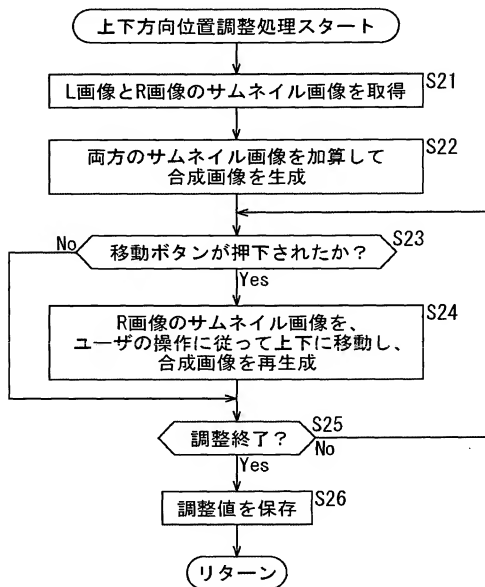 上下方向位置調整処理スタート
L画像とR画像のサムネイル画像を取得
S21
両方のサムネイル画像を加算して
合成画像を生成
S22
移動ボタンが押下されたか？
S23
No
Yes
R画像のサムネイル画像を、
ユーザの操作に従って上下に移動し、
合成画像を再生成
S24
調整終了？
S25
No
Yes
調整値を保存
S26
リターン